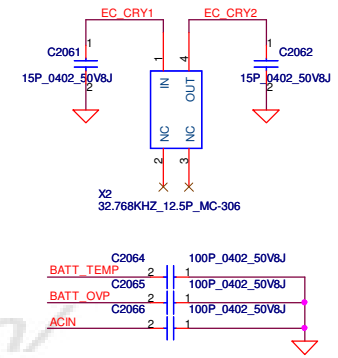 EC_CRY1 EC_CRY2
C2061 1 1 4 1 C2062
15P_0402_50V8J 2 IN OUT 2 15P_0402_50V8J
NC NC
2 3
X2
32.768KHZ_12.5P_MC-306
C2064 100P_0402_50V8J
BATT_TEMP 2 1
C2065 100P_0402_50V8J
BATT_OVP 2 1
C2066 100P_0402_50V8J
ACIN 2 1